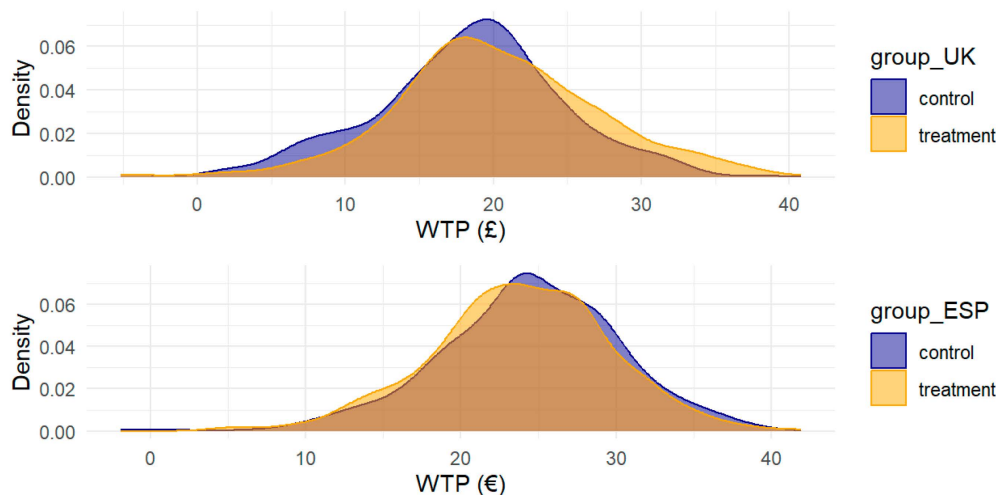 0.06
0.04
0.02
0.00
Density
0 10 20 30 40
WTP (£)
group_UK
control
treatment
0.06
0.04
0.02
0.00
Density
0 10 20 30 40
WTP (€)
group_ESP
control
treatment